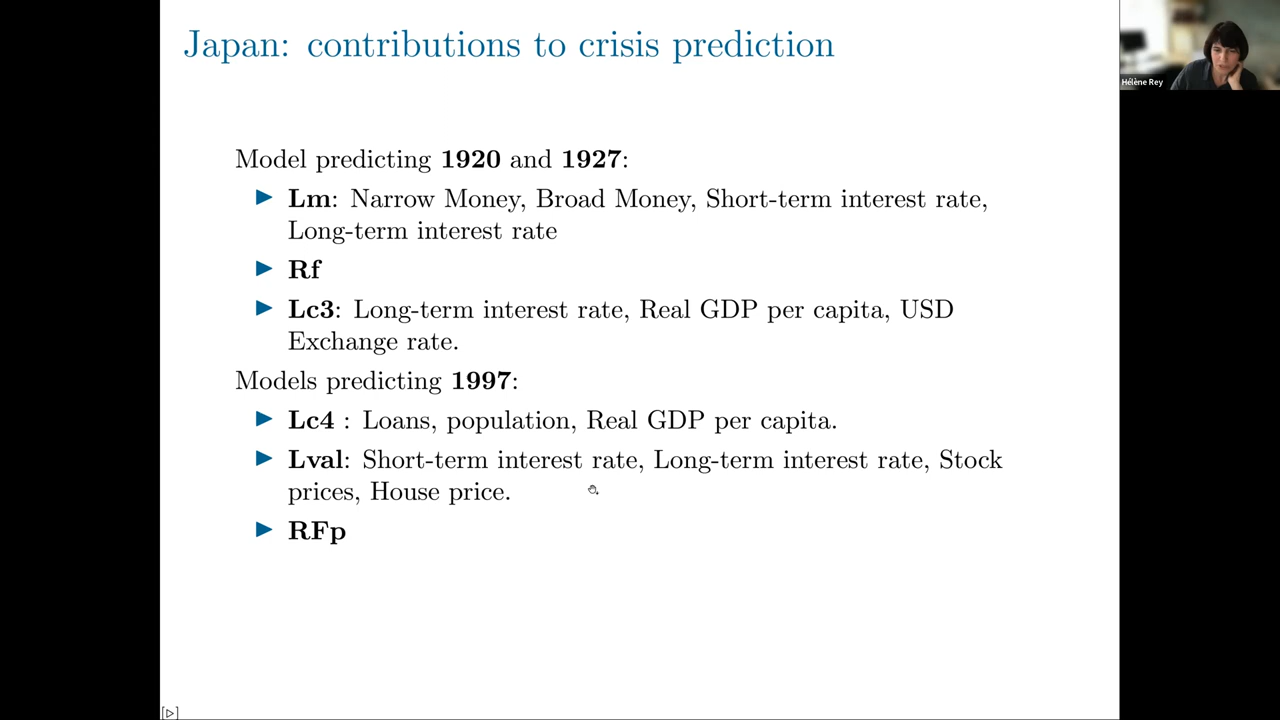 Japan: contributions to crisis prediction
Hélène Rey
Model predicting 1920 and 1927:
▶ Lm: Narrow Money, Broad Money, Short-term interest rate,
Long-term interest rate
▶ Rf
▶ Lc3: Long-term interest rate, Real GDP per capita, USD
Exchange rate.
Models predicting 1997:
▶ Lc4 : Loans, population, Real GDP per capita.
▶ Lval: Short-term interest rate, Long-term interest rate, Stock
prices, House price.
▶ RFp